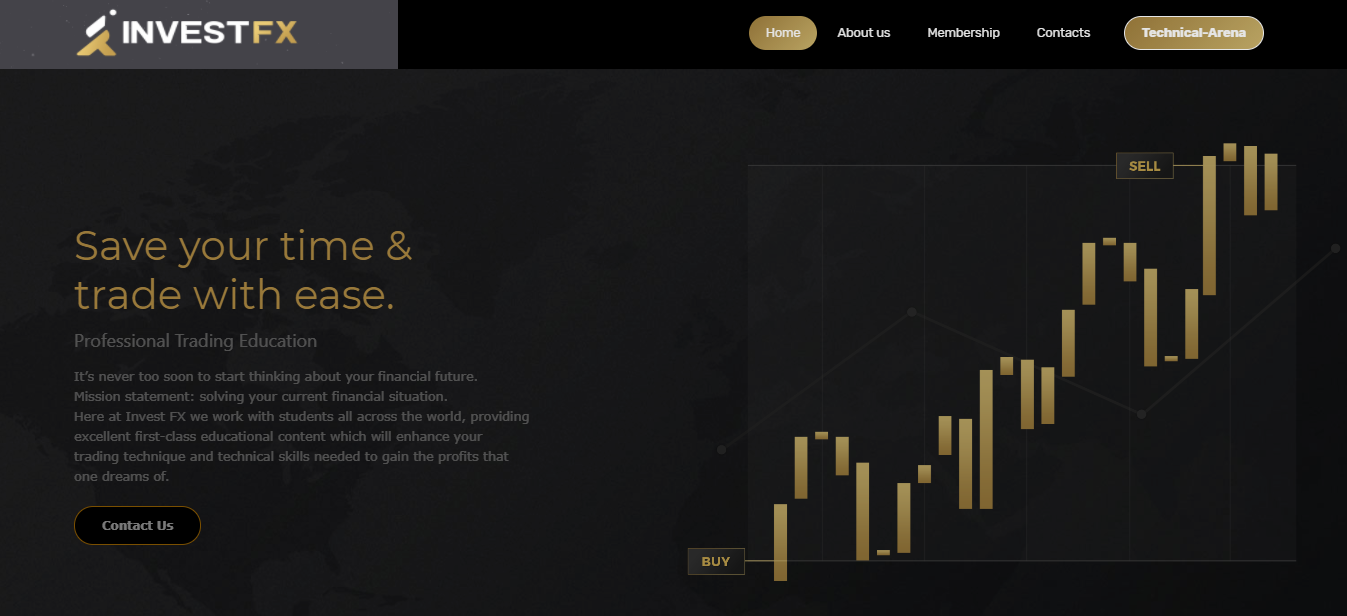 INVESTFX
Home
About us
Membership
Contacts
Technical-Arena
Save your time &
trade with ease.
Professional Trading Education
It's never too soon to start thinking about your financial future.
Mission statement: solving your current financial situation.
Here at Invest FX we work with students all across the world, providing
excellent first-class educational content which will enhance your
trading technique and technical skills needed to gain the profits that
one dreams of.
Contact Us
SELL
BUY